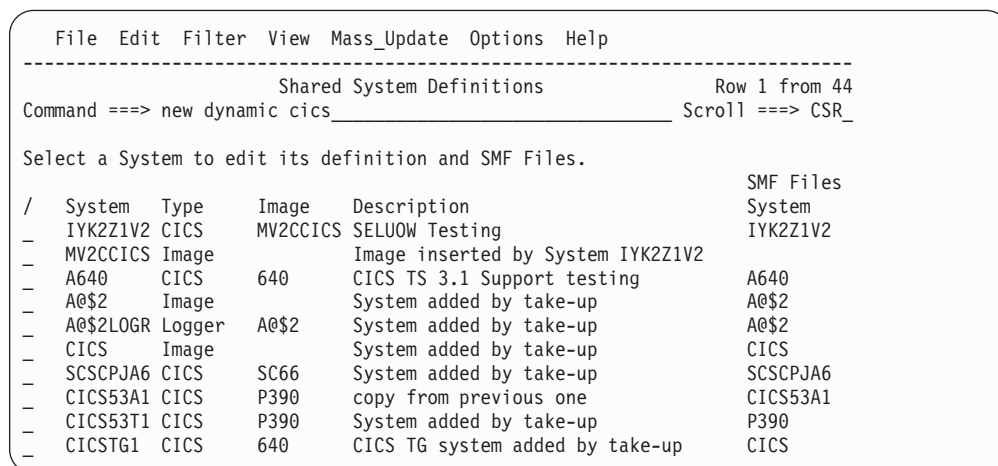 File  Edit  Filter  View  Mass_Update  Options  Help
------------------------------------------------------------------------------
Shared System Definitions                Row 1 from 44
Command ===> new dynamic cics________________________________ Scroll ===> CSR_
Select a System to edit its definition and SMF Files.
SMF Files
/   System   Type     Image    Description                          System
_   IYK2Z1V2 CICS     MV2CCICS SELUOW Testing                       IYK2Z1V2
_   MV2CCICS Image             Image inserted by System IYK2Z1V2
_   A640     CICS     640      CICS TS 3.1 Support testing          A640
_   A@$2     Image             System added by take-up              A@$2
_   A@$2LOGR Logger   A@$2     System added by take-up              A@$2
_   CICS     Image             System added by take-up              CICS
_   SCSCPJA6 CICS     SC66     System added by take-up              SCSCPJA6
_   CICS53A1 CICS     P390     copy from previous one               CICS53A1
_   CICS53T1 CICS     P390     System added by take-up              P390
_   CICSTG1  CICS     640      CICS TG system added by take-up      CICS